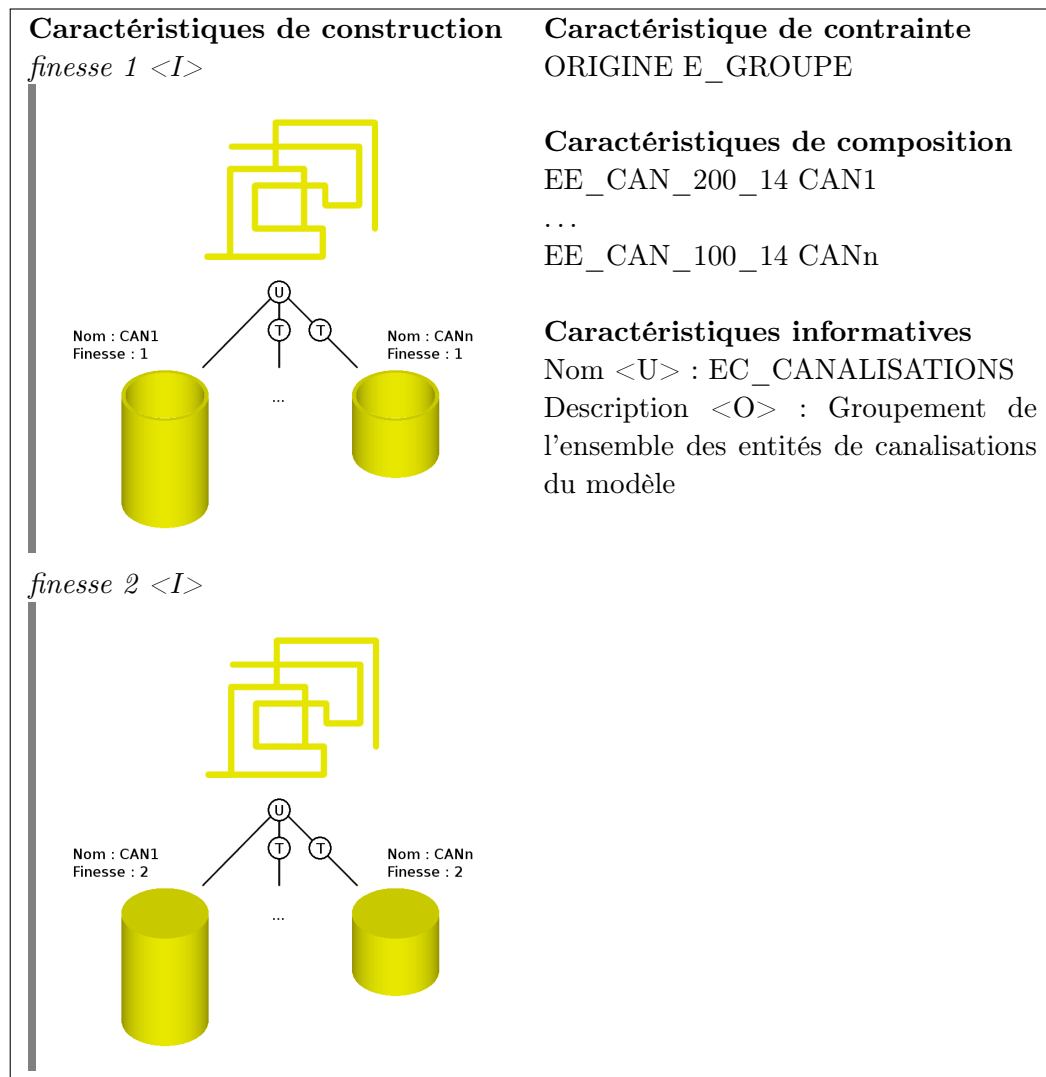 Caractéristiques de construction
finesse 1 <I>
U
T
T
Nom : CAN1
Finesse : 1
Nom : CANn
Finesse : 1
...
finesse 2 <I>
U
T
T
Nom : CAN1
Finesse : 2
Nom : CANn
Finesse : 2
...
Caractéristique de contrainte
ORIGINE E_GROUPE
Caractéristiques de composition
EE_CAN_200_14 CAN1
...
EE_CAN_100_14 CANn
Caractéristiques informatives
Nom <U> : EC_CANALISATIONS
Description <O> : Groupement de
l'ensemble des entités de canalisations
du modèle